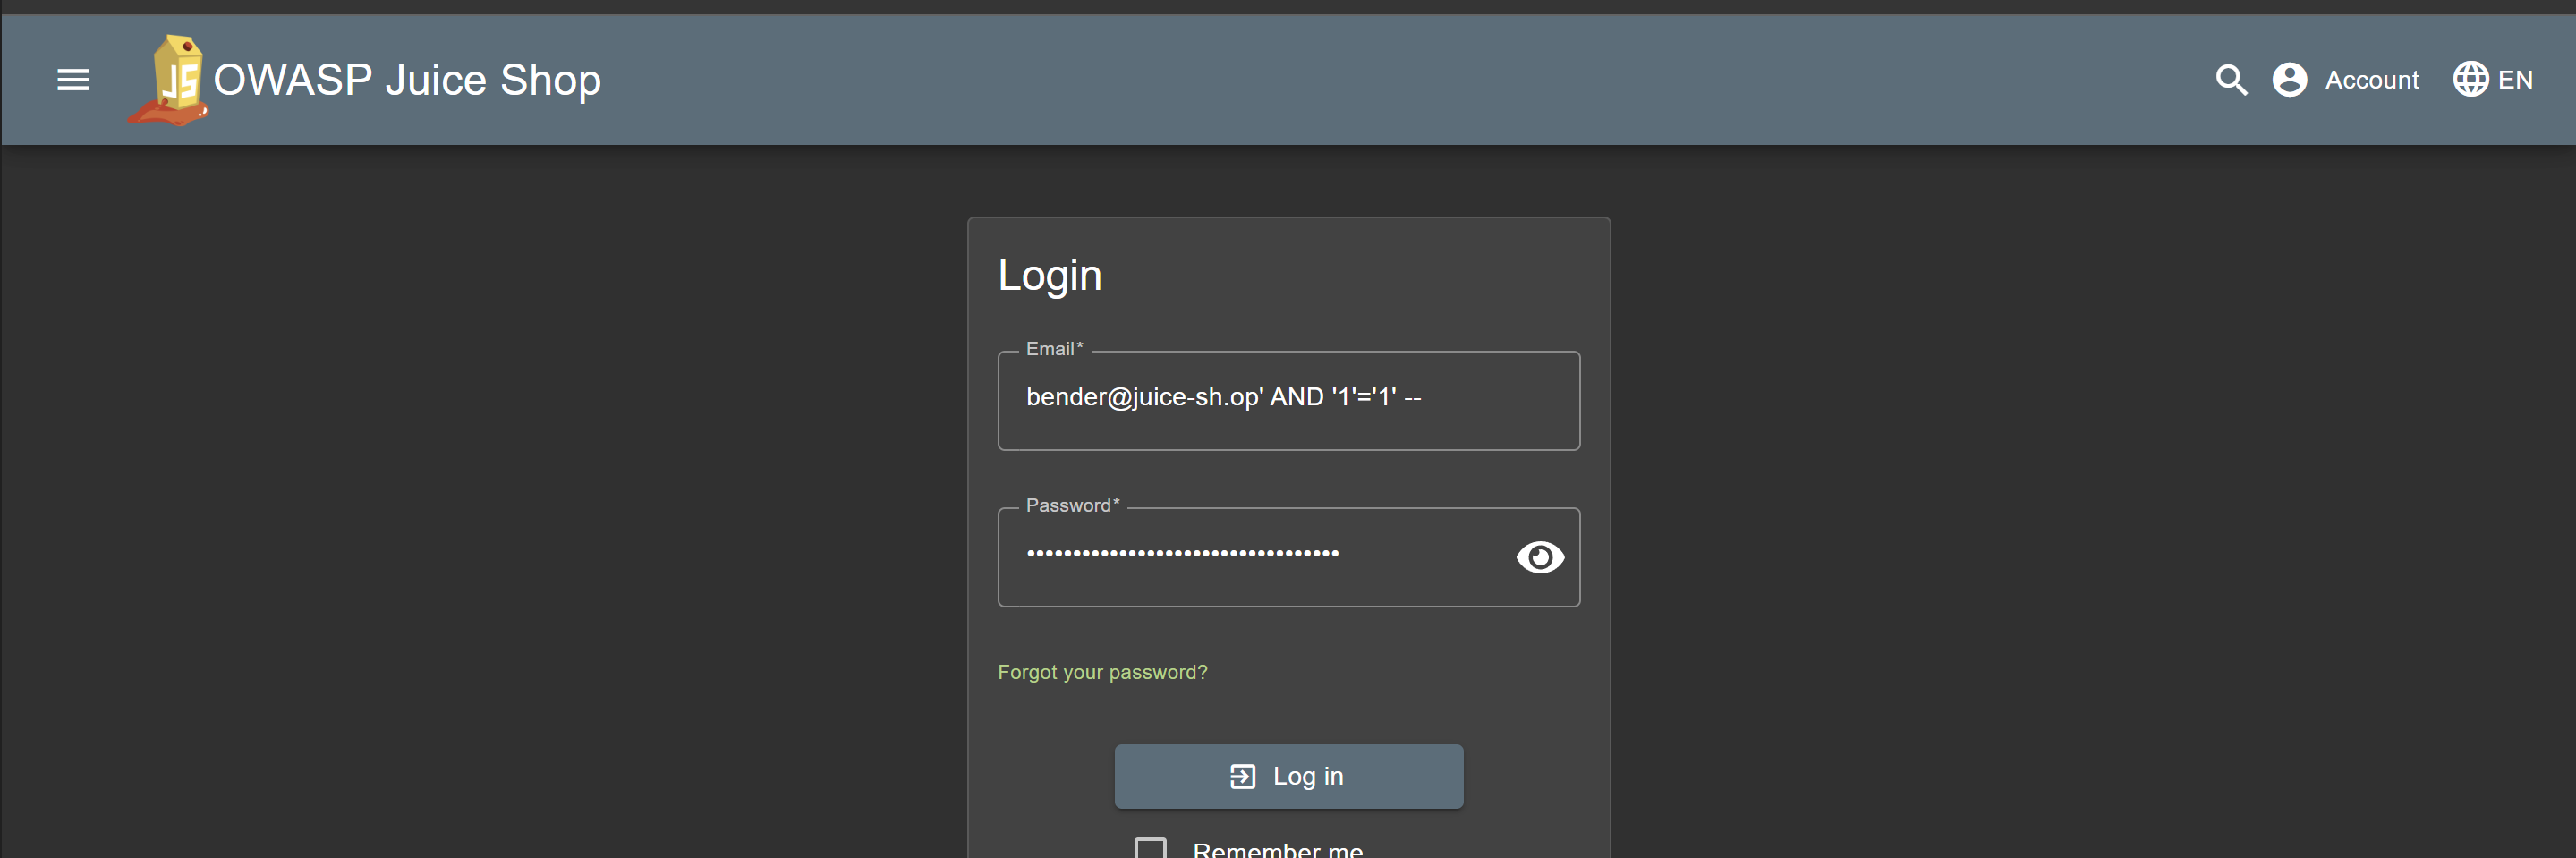 JS OWASP Juice Shop Account EN
Login
Email*
bender@juice-sh.op' AND '1'='1' --
Password*
••••••••••••••••••••••••••••••••••
Forgot your password?
Log in
Remember me